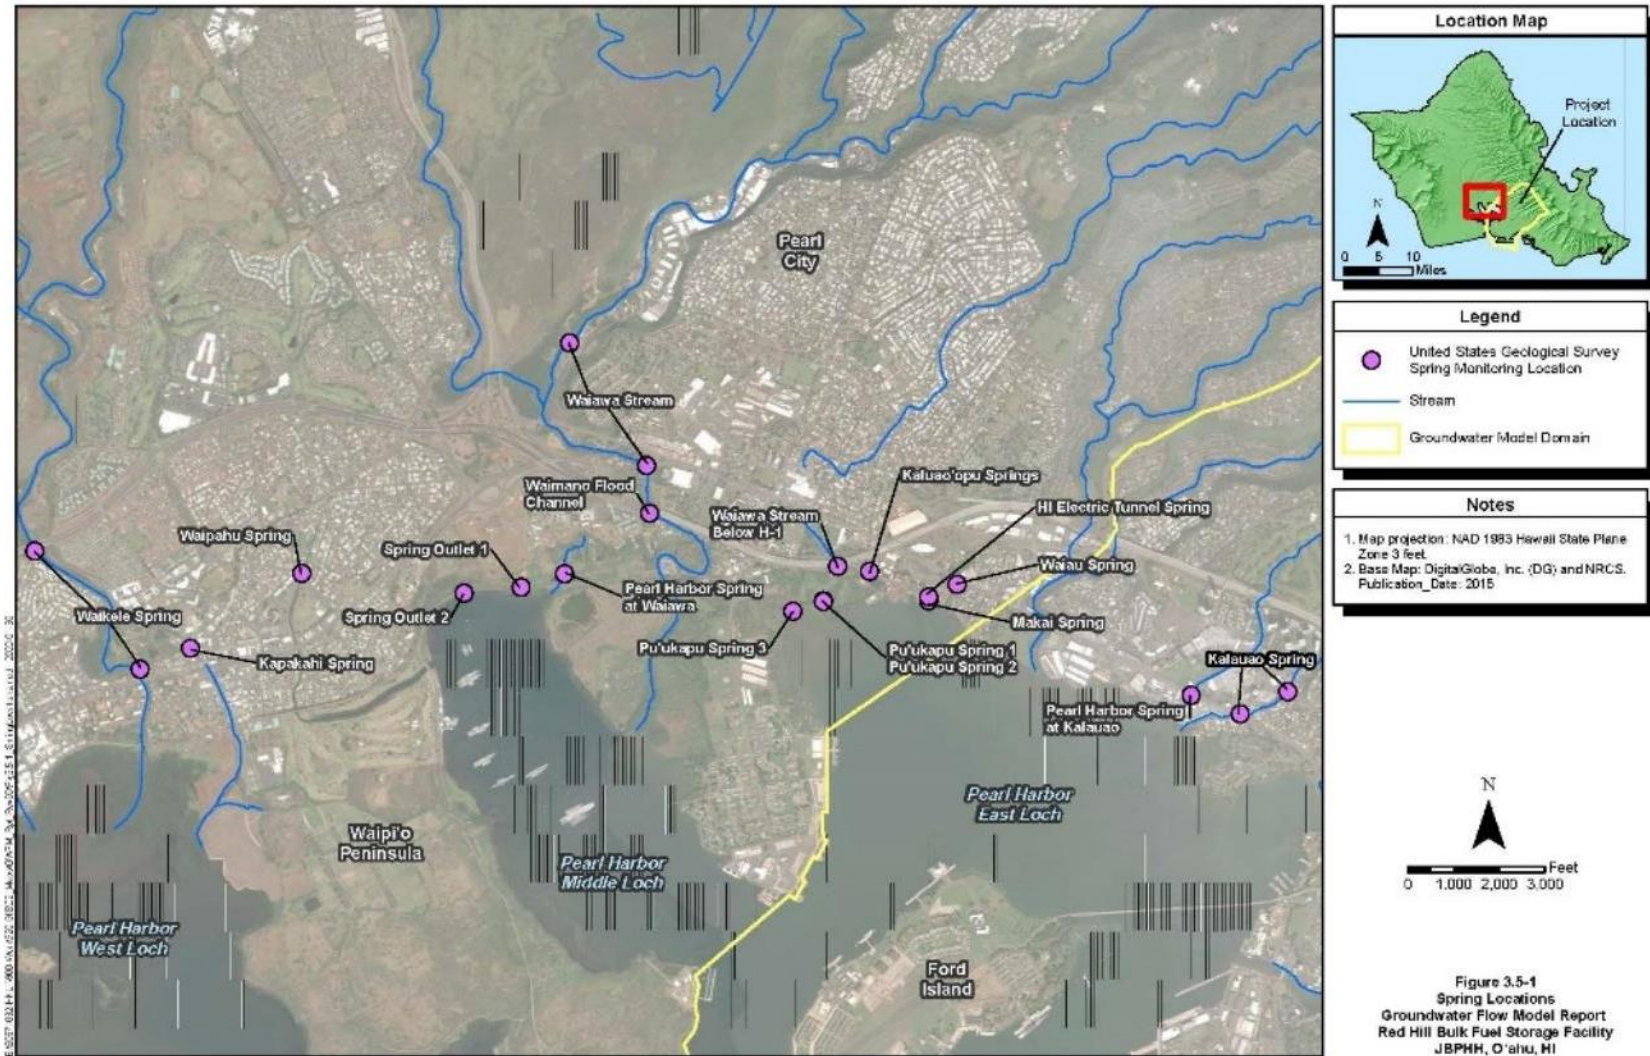 Pearl
City
Waiawa Stream
Waimano Flood
Channel
Waipahu Spring
Spring Outlet 1
Spring Outlet 2
Waikele Spring
Kapakahi Spring
Pearl Harbor Spring
at Waiawa
Waiawa Stream
Below H-1
Kaluao'opu Springs
HI Electric Tunnel Spring
Waiau Spring
Makai Spring
Pu'ukapu Spring 3
Pu'ukapu Spring 1
Pu'ukapu Spring 2
Kalauao Spring
Pearl Harbor Spring
at Kalauao
Waipi'o
Peninsula
Pearl Harbor
West Loch
Pearl Harbor
Middle Loch
Pearl Harbor
East Loch
Ford
Island
Location Map
Project
Location
N
0 5 10
Miles
Legend
United States Geological Survey
Spring Monitoring Location
Stream
Groundwater Model Domain
Notes
1. Map projection: NAD 1983 Hawaii State Plane
Zone 3 feet.
2. Base Map: DigitalGlobe, Inc. (DG) and NRCS.
Publication_Date: 2015
N
Feet
0 1,000 2,000 3,000
Figure 3.5-1
Spring Locations
Groundwater Flow Model Report
Red Hill Bulk Fuel Storage Facility
JBPHH, O'ahu, HI